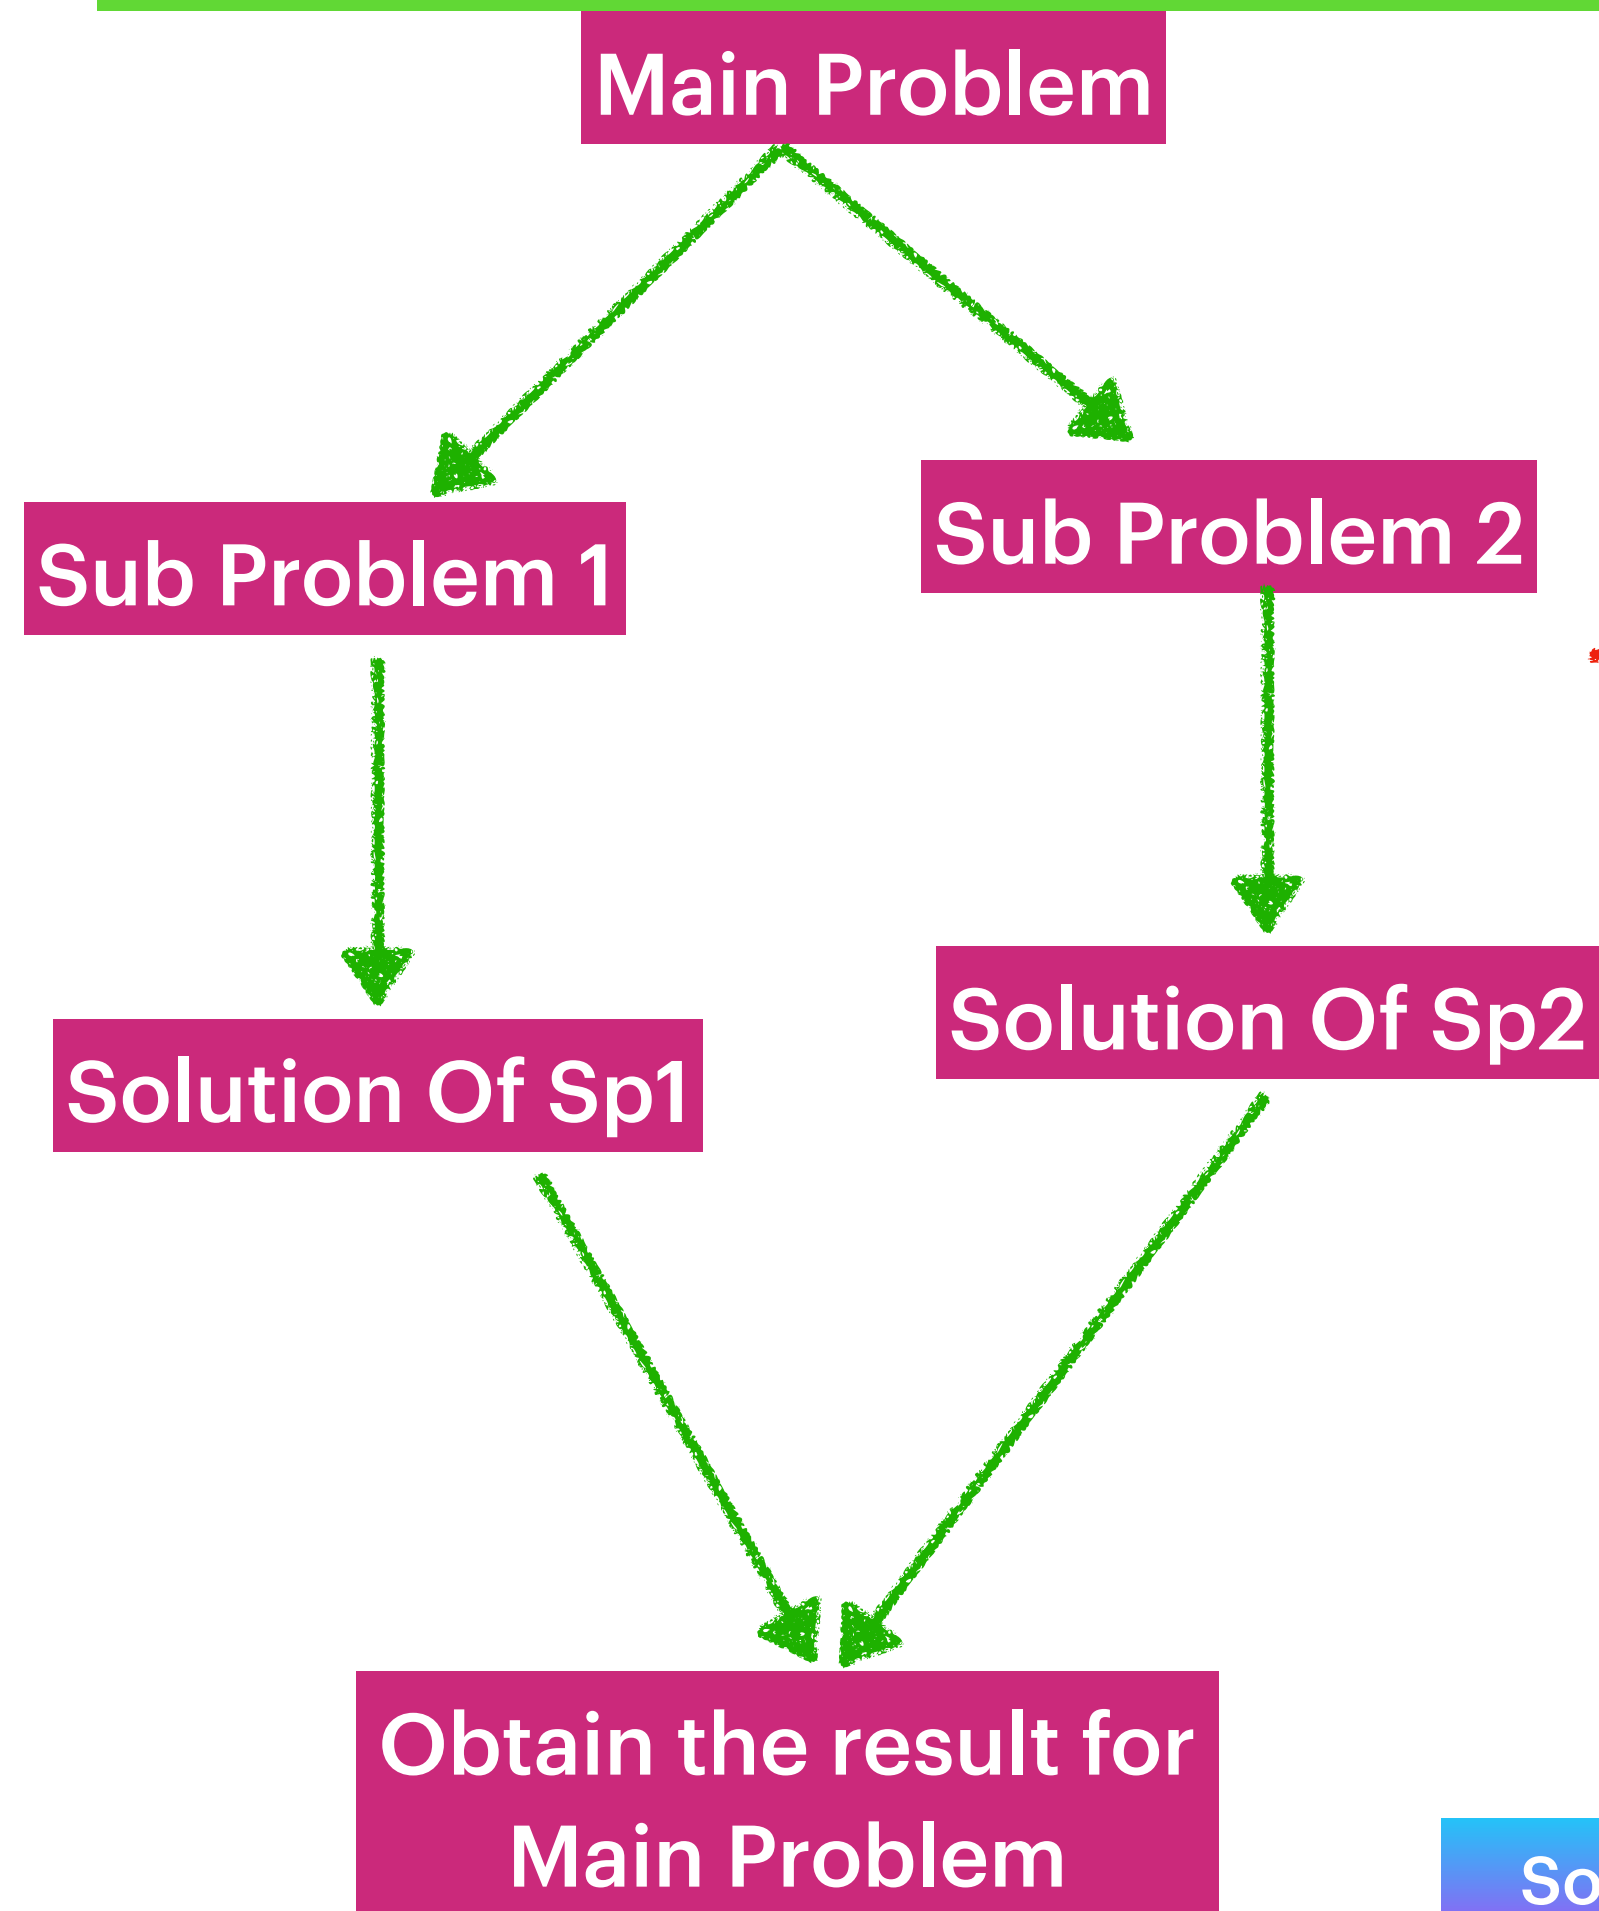 Main Problem
Sub Problem 1
Sub Problem 2
Solution Of Sp1
Solution Of Sp2
Obtain the result for
Main Problem